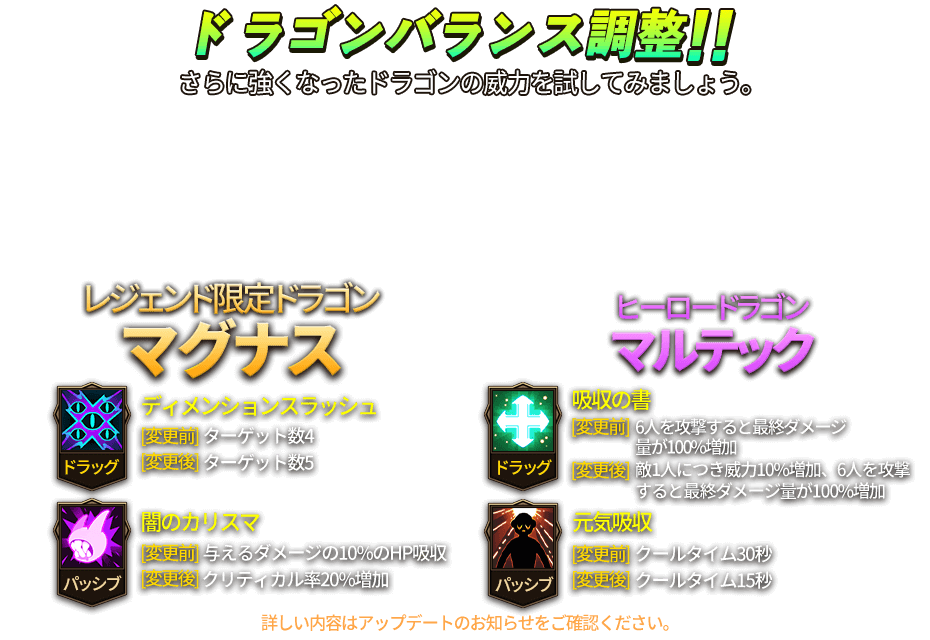 ドラゴンバランス調整!!
さらに強くなったドラゴンの威力を試してみましょう。
レジェンド限定ドラゴン
マグナス
ドラッグ
ディメンションスラッシュ
[変更前] ターゲット数4
[変更後] ターゲット数5
パッシブ
闇のカリスマ
[変更前] 与えるダメージの10%のHP吸収
[変更後] クリティカル率20%増加
ヒーロードラゴン
マルテック
ドラッグ
吸収の書
[変更前] 6人を攻撃すると最終ダメージ
量が100%増加
[変更後] 敵1人につき威力10%増加、6人を攻撃
すると最終ダメージ量が100%増加
パッシブ
元気吸収
[変更前] クールタイム30秒
[変更後] クールタイム15秒
詳しい内容はアップデートのお知らせをご確認ください。